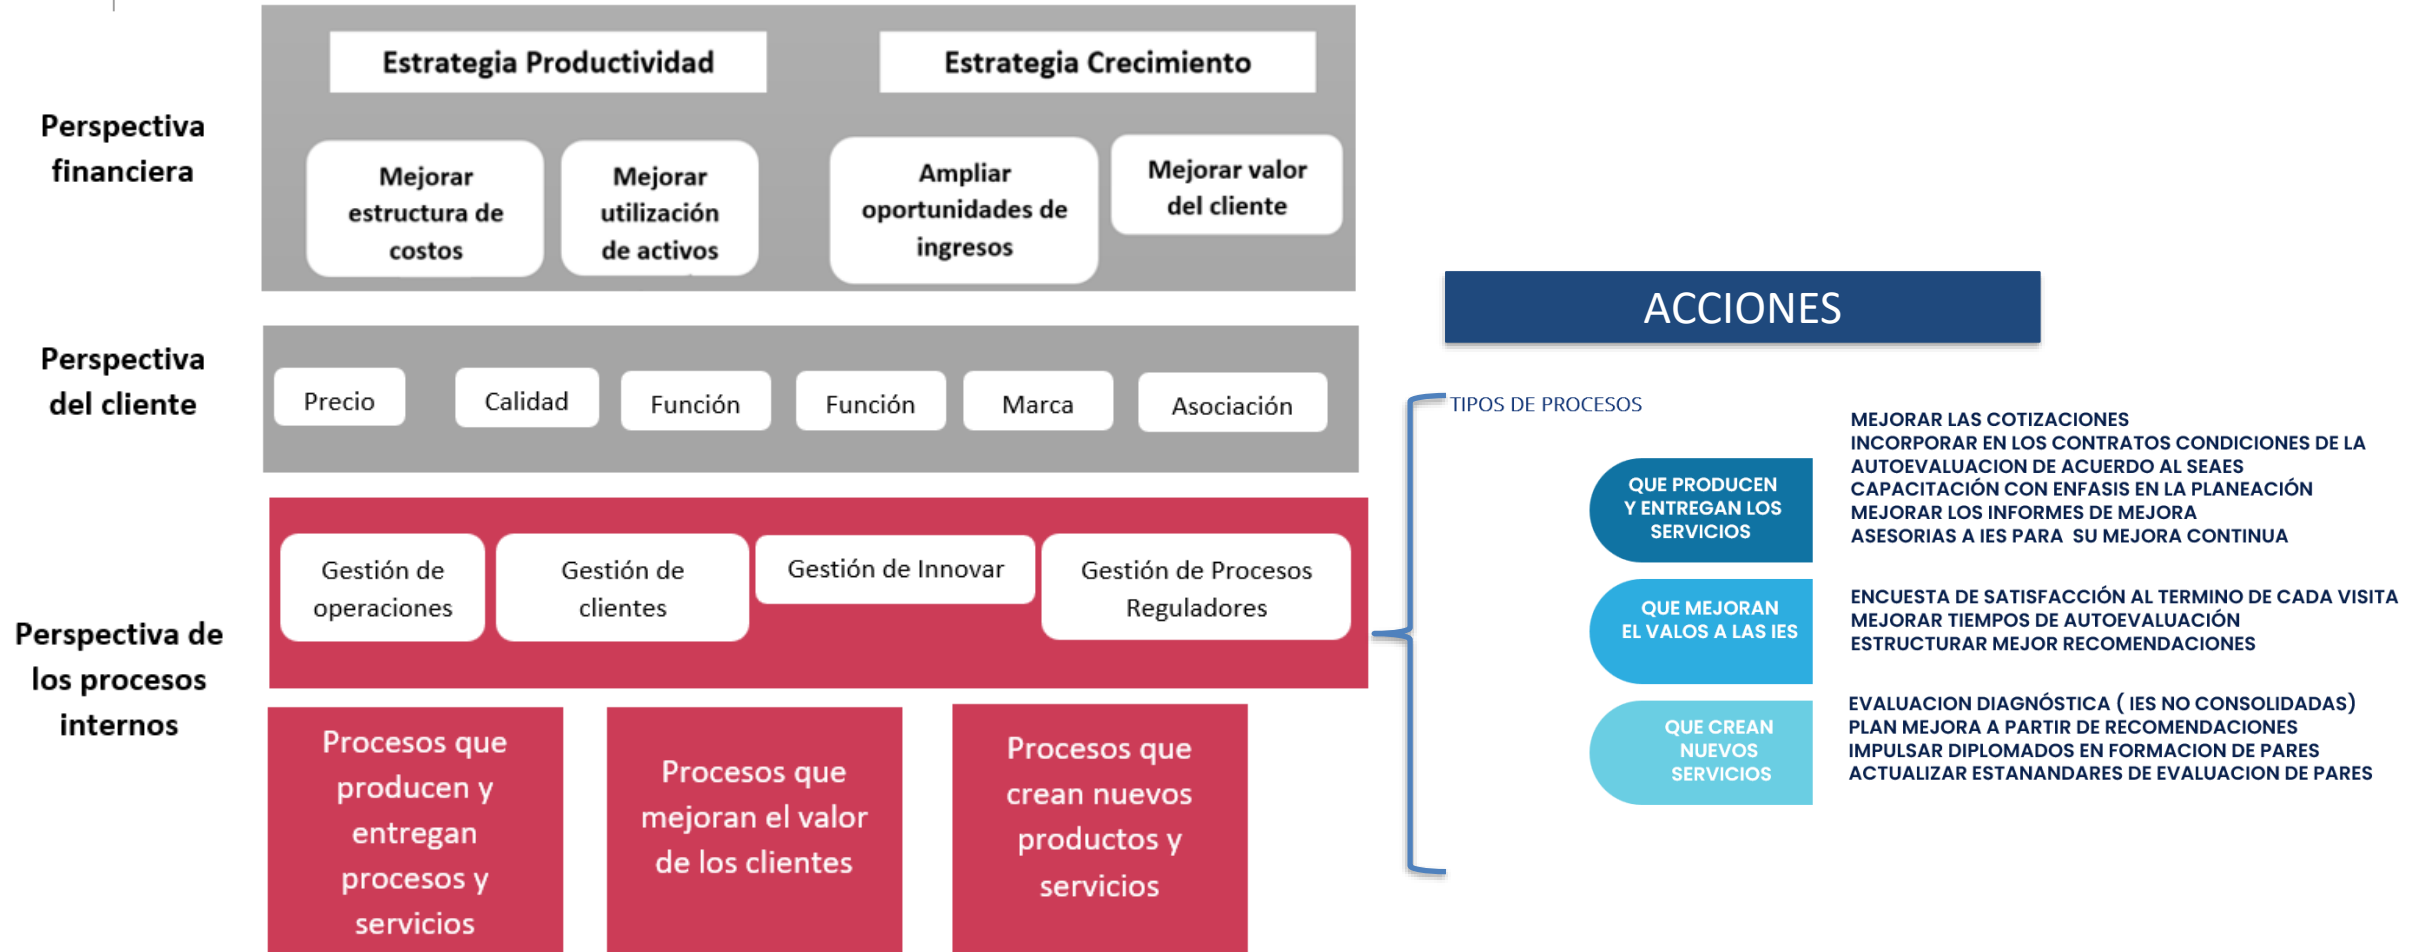 Estrategia Productividad
Estrategia Crecimiento
Perspectiva
financiera
Mejorar
estructura de
costos
Mejorar
utilización
de activos
Ampliar
oportunidades de
ingresos
Mejorar valor
del cliente
Perspectiva
del cliente
Precio
Calidad
Función
Función
Marca
Asociación
Perspectiva de
los procesos
internos
Gestión de
operaciones
Gestión de
clientes
Gestión de Innovar
Gestión de Procesos
Reguladores
Procesos que
producen y
entregan
procesos y
servicios
Procesos que
mejoran el valor
de los clientes
Procesos que
crean nuevos
productos y
servicios
ACCIONES
TIPOS DE PROCESOS
QUE PRODUCEN
Y ENTREGAN LOS
SERVICIOS
MEJORAR LAS COTIZACIONES
INCORPORAR EN LOS CONTRATOS CONDICIONES DE LA
AUTOEVALUACION DE ACUERDO AL SEAES
CAPACITACIÓN CON ENFASIS EN LA PLANEACIÓN
MEJORAR LOS INFORMES DE MEJORA
ASESORIAS A IES PARA SU MEJORA CONTINUA
QUE MEJORAN
EL VALOS A LAS IES
ENCUESTA DE SATISFACCIÓN AL TERMINO DE CADA VISITA
MEJORAR TIEMPOS DE AUTOEVALUACIÓN
ESTRUCTURAR MEJOR RECOMENDACIONES
QUE CREAN
NUEVOS
SERVICIOS
EVALUACION DIAGNÓSTICA ( IES NO CONSOLIDADAS)
PLAN MEJORA A PARTIR DE RECOMENDACIONES
IMPULSAR DIPLOMADOS EN FORMACION DE PARES
ACTUALIZAR ESTANANDARES DE EVALUACION DE PARES